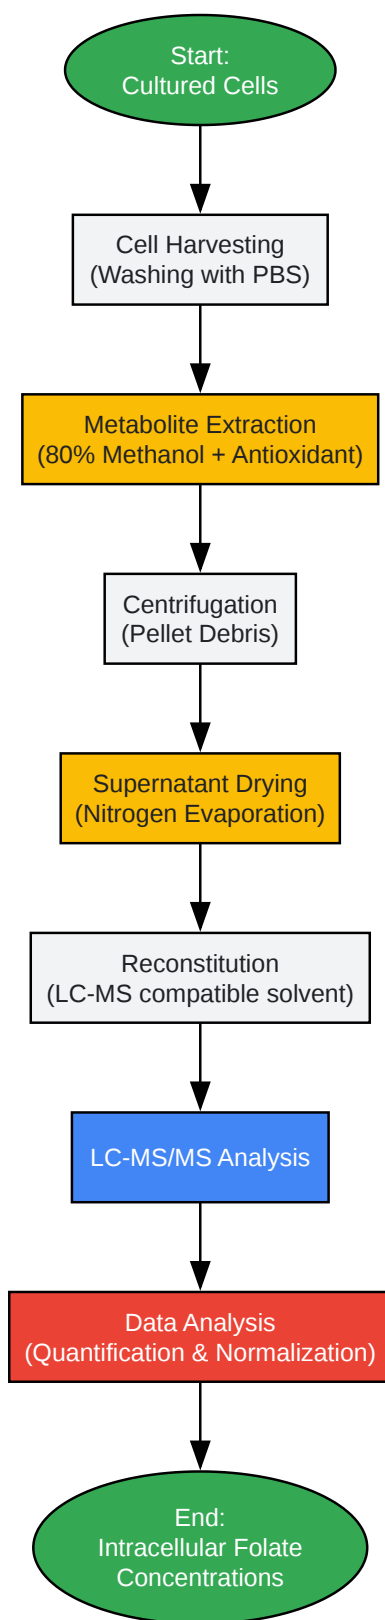 Start:
Cultured Cells
Cell Harvesting
(Washing with PBS)
Metabolite Extraction
(80% Methanol + Antioxidant)
Centrifugation
(Pellet Debris)
Supernatant Drying
(Nitrogen Evaporation)
Reconstitution
(LC-MS compatible solvent)
LC-MS/MS Analysis
Data Analysis
(Quantification & Normalization)
End:
Intracellular Folate
Concentrations